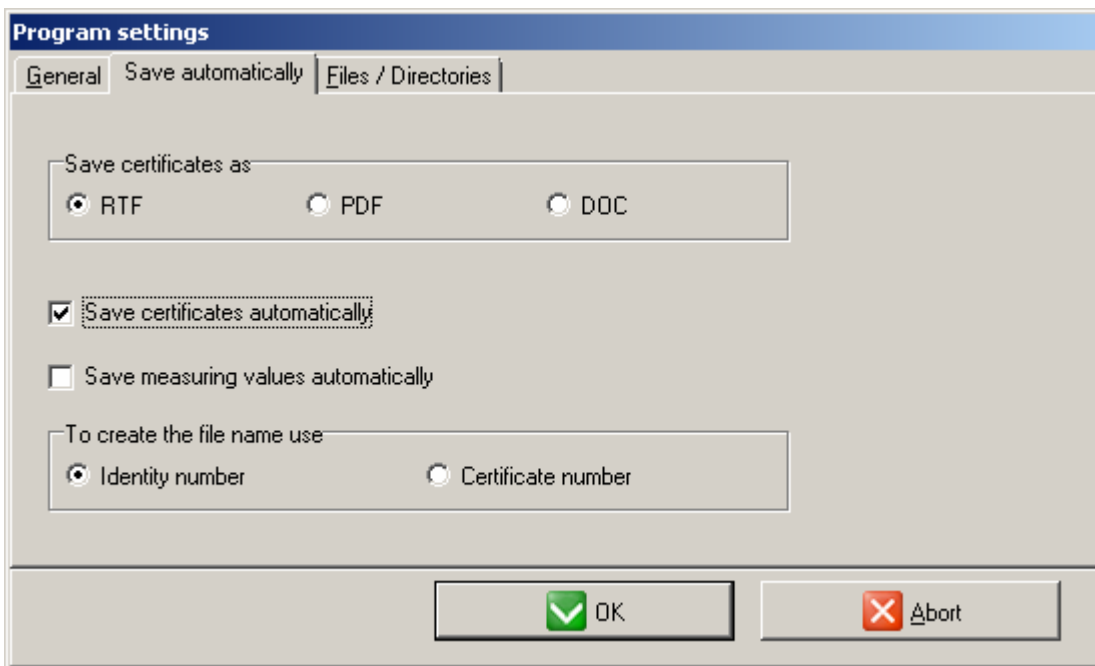 Program settings
General Save automatically Files / Directories
Save certificates as
RTF PDF DOC
Save certificates automatically
Save measuring values automatically
To create the file name use
Identity number Certificate number
OK Abort